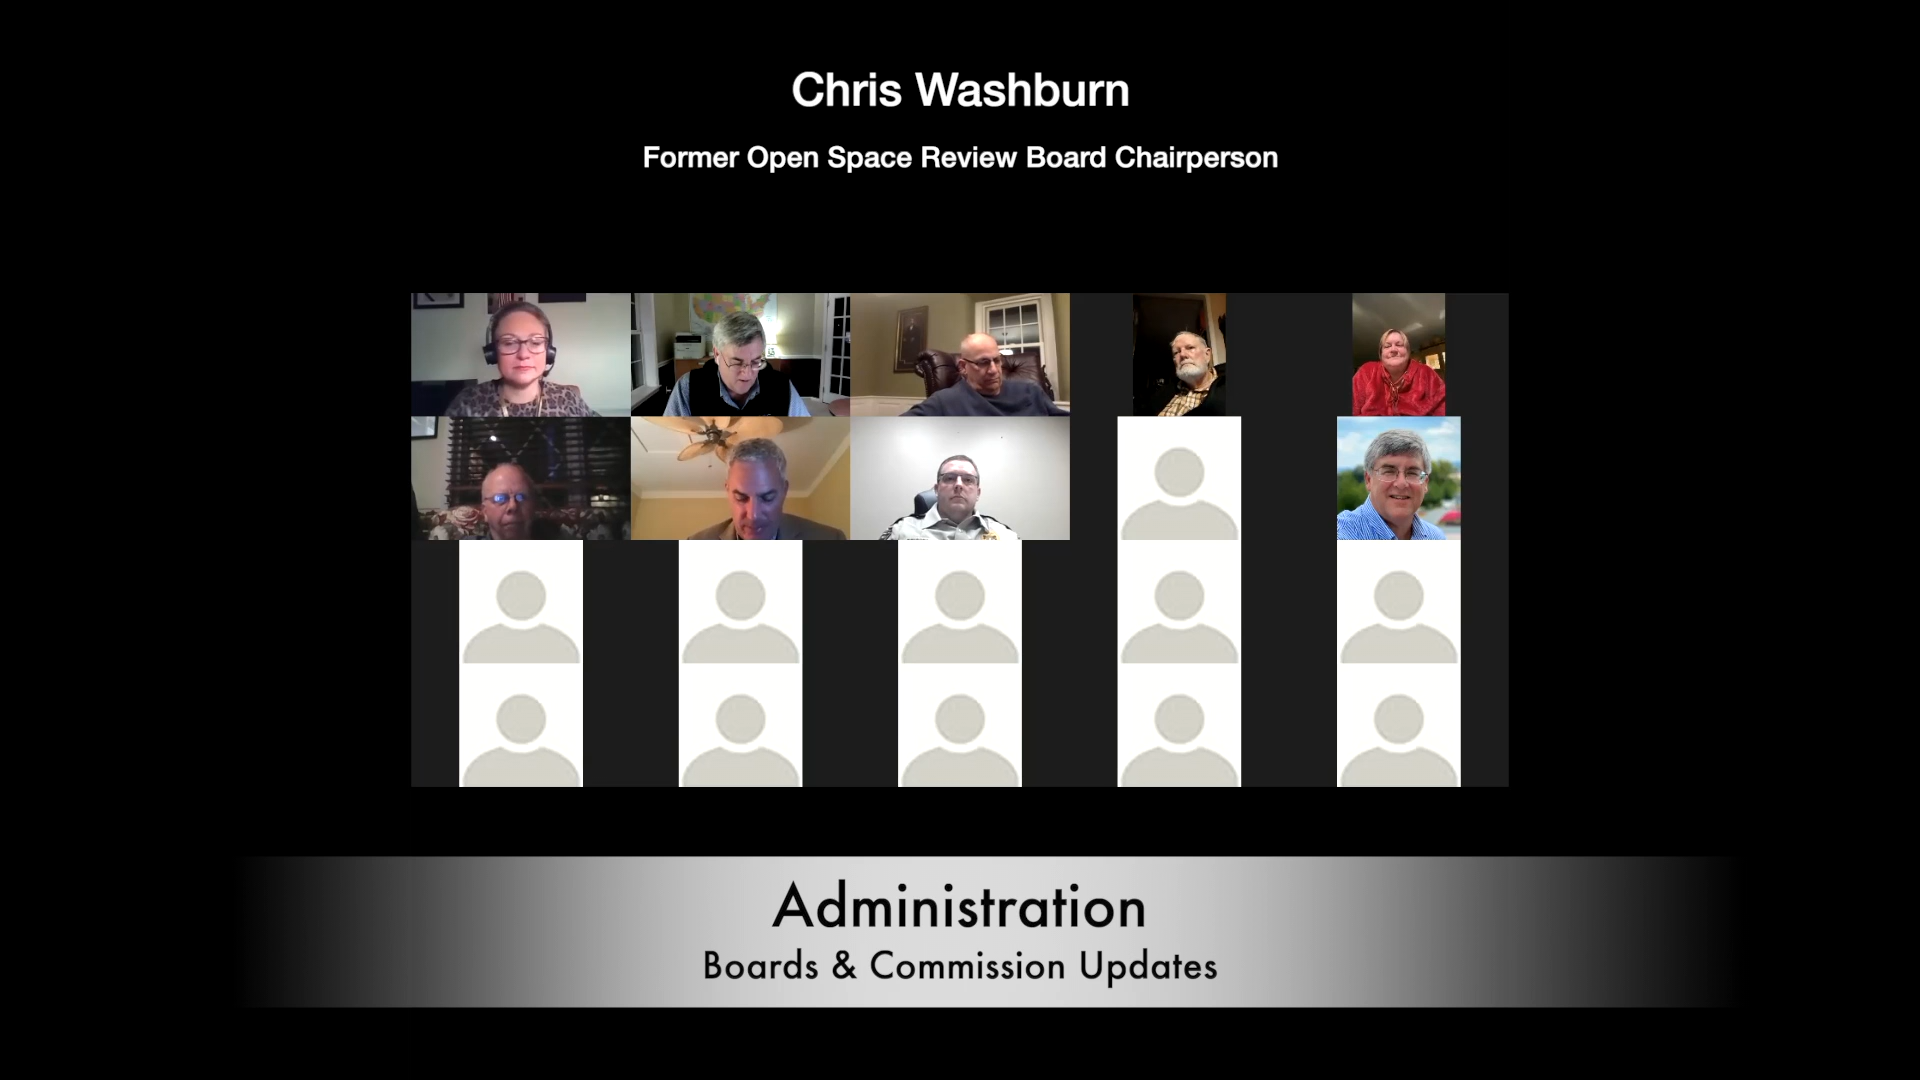 Chris Washburn
Former Open Space Review Board Chairperson
Administration
Boards & Commission Updates